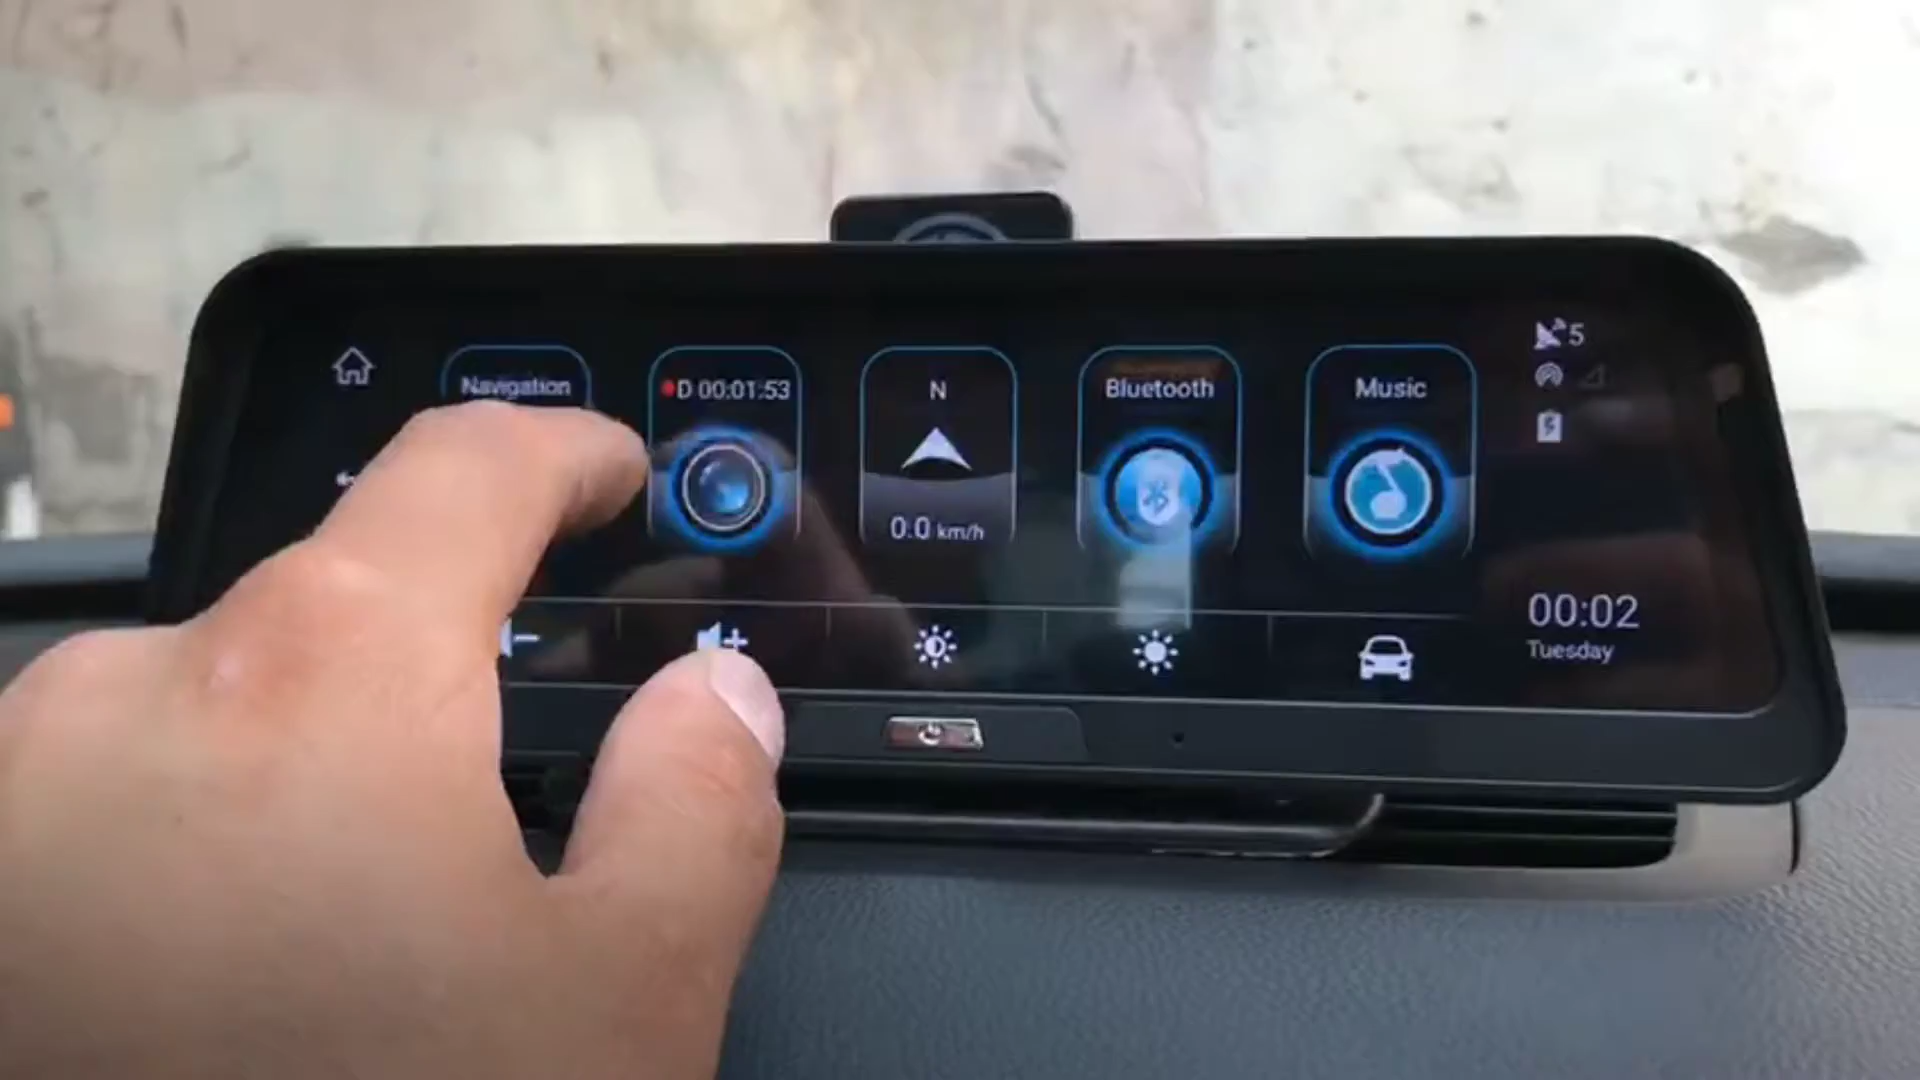 Navigation
D 00:01:53
N
0.0 km/h
Bluetooth
Music
5
00:02
Tuesday